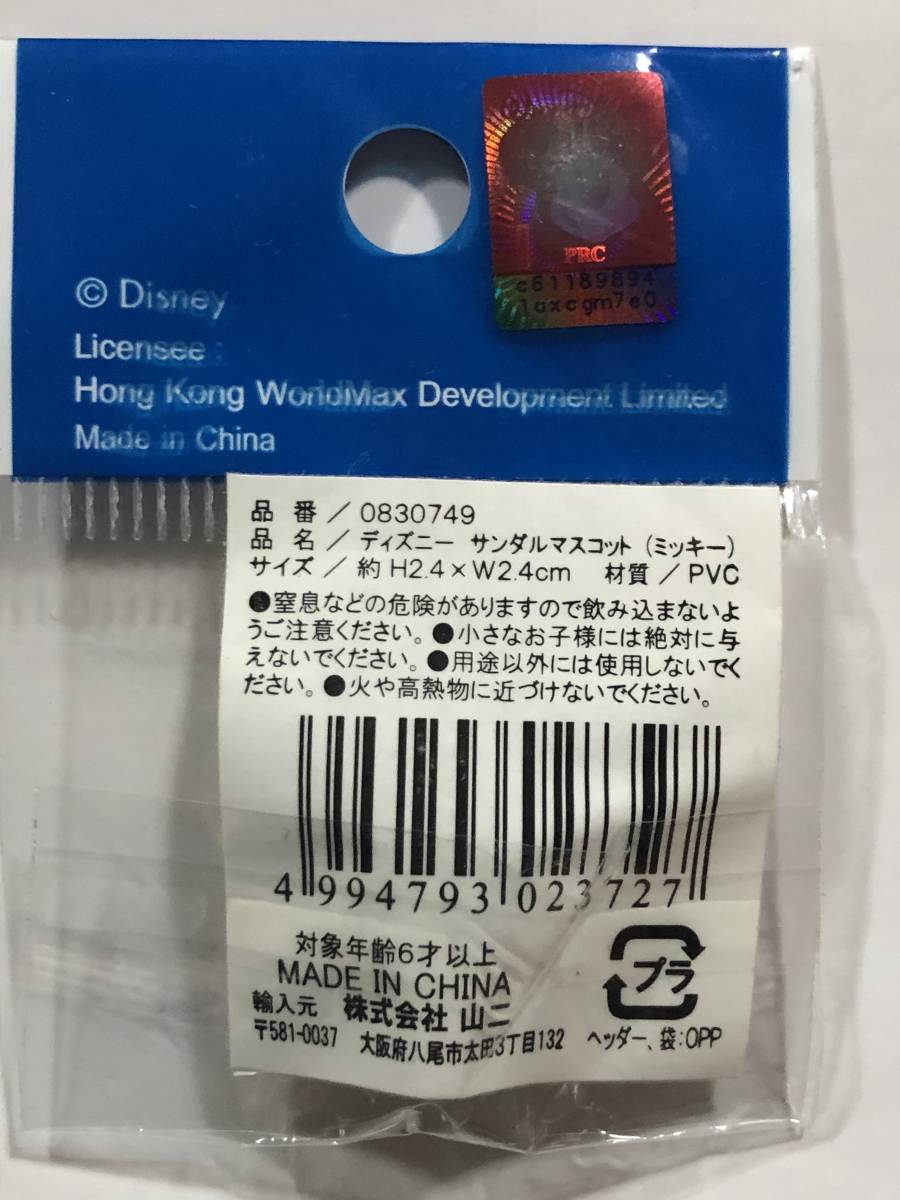 PRC
c61189894
1axcgm7e0
© Disney
Licensee :
Hong Kong WorldMax Development Limited
Made in China
品 番 ／ 0830749
品 名 ／ ディズニー サンダルマスコット（ミッキー）
サイズ ／ 約 H2.4 × W2.4cm 材質 ／ PVC
●窒息などの危険がありますので飲み込まないよ
うご注意ください。●小さなお子様には絶対に与
えないでください。●用途以外には使用しないでく
ださい。●火や高熱物に近づけないでください。
4 994793 023727
対象年齢6才以上
MADE IN CHINA
輸入元 株式会社 山二
〒581-0037 大阪府八尾市太田3丁目132
プラ
ヘッダー、袋：OPP